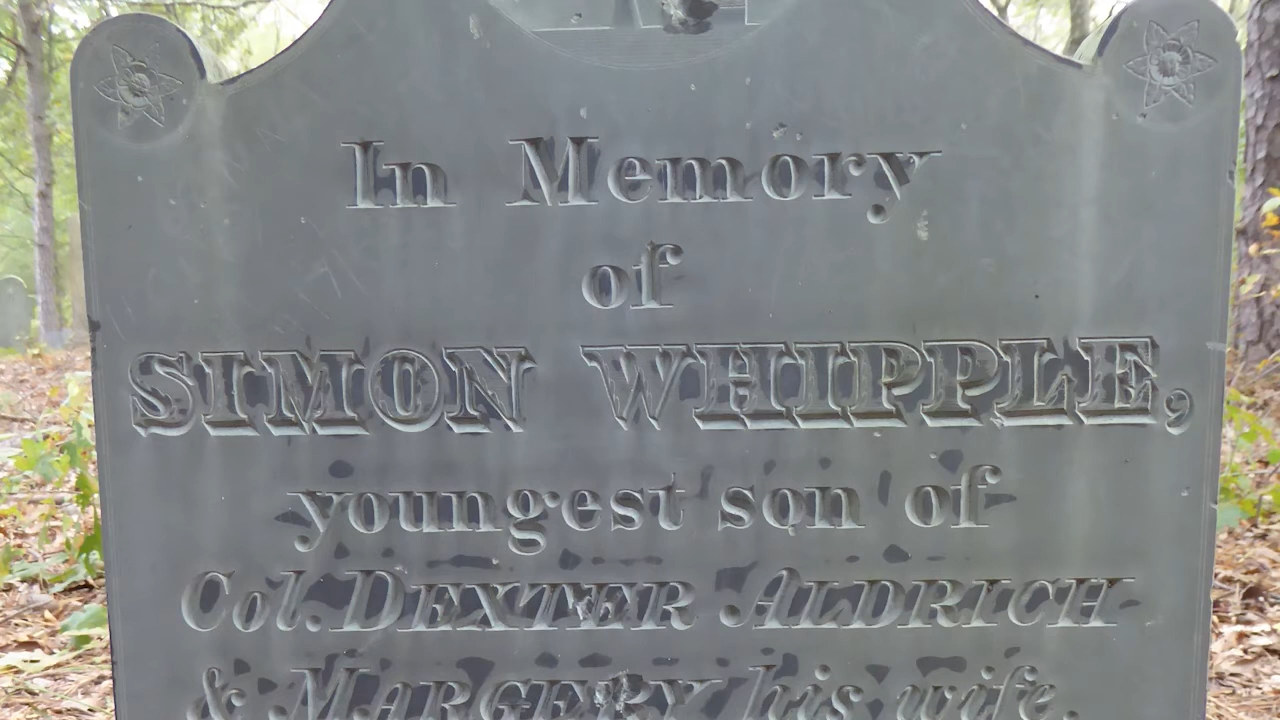 In Memory
of
SIMON WHIPPLE,
youngest son of
Col. DEXTER ALDRICH
& MARGERY his wife.